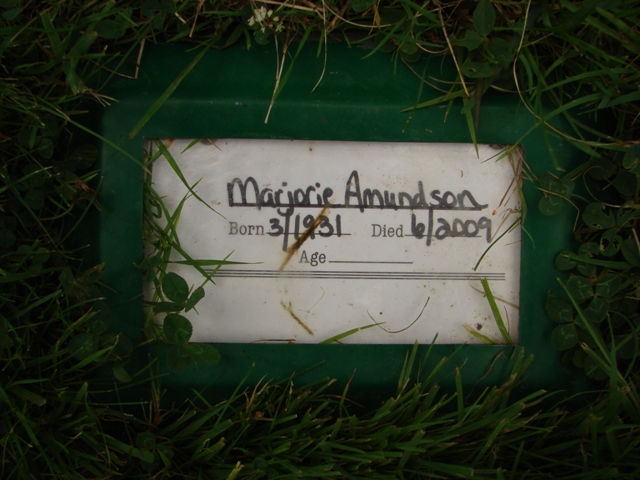 Marjorie Amundson
Born 3/1931 Died 6/2009
Age